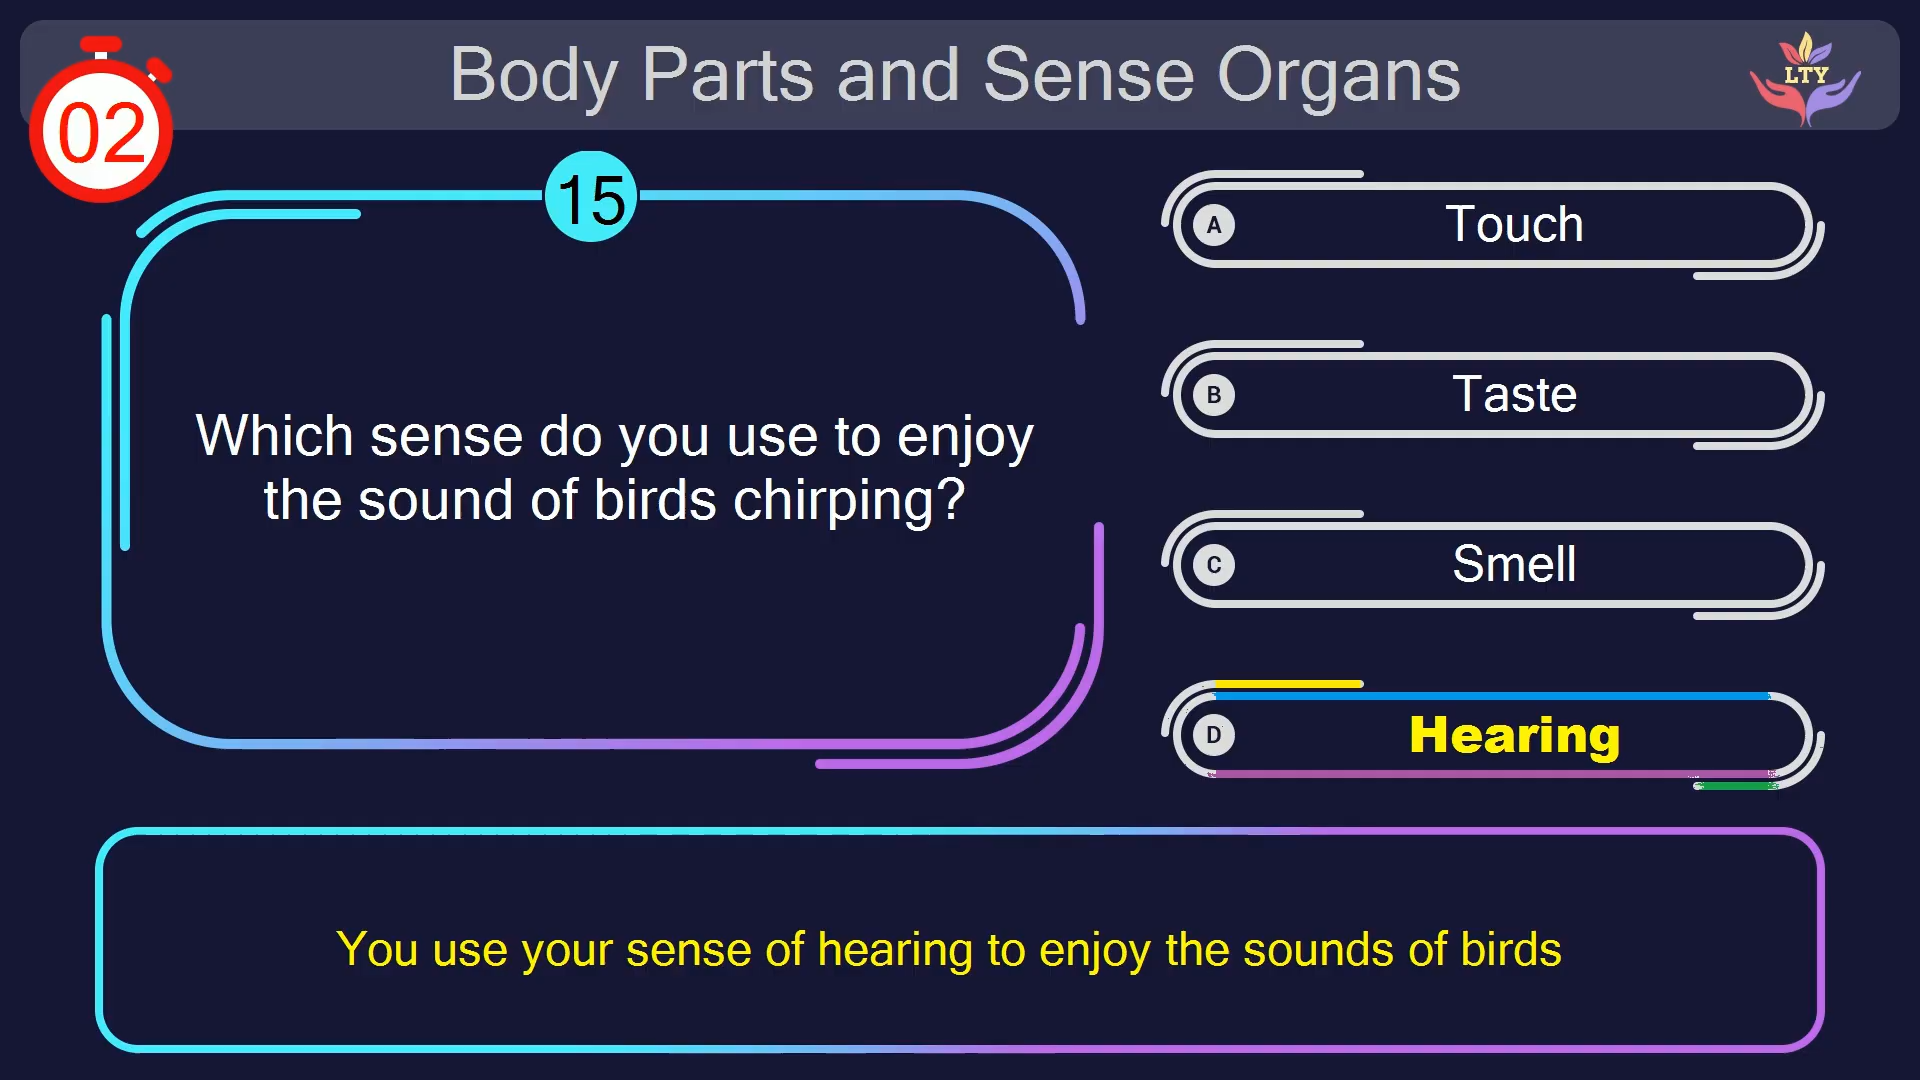 Body Parts and Sense Organs
LTY
02
15
Which sense do you use to enjoy
the sound of birds chirping?
A Touch
B Taste
C Smell
D Hearing
You use your sense of hearing to enjoy the sounds of birds